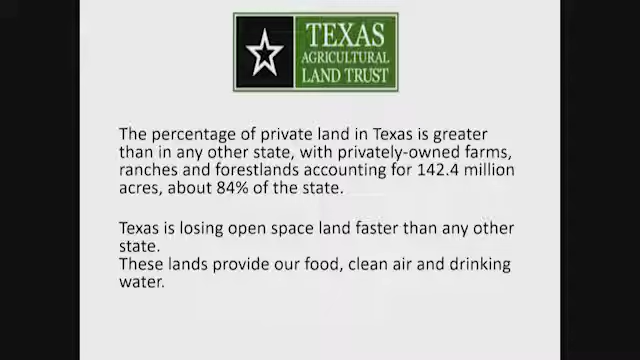 TEXAS
AGRICULTURAL
LAND TRUST
The percentage of private land in Texas is greater
than in any other state, with privately-owned farms,
ranches and forestlands accounting for 142.4 million
acres, about 84% of the state.
Texas is losing open space land faster than any other
state.
These lands provide our food, clean air and drinking
water.